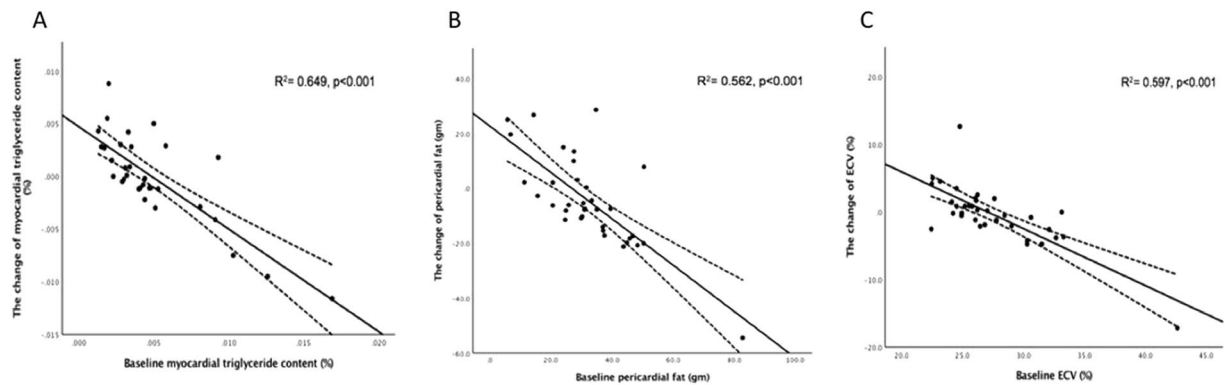 A
The change of myocardial triglyceride content
(%)
.010
.005
.000
-.005
-.010
-.015
R²= 0.649, p<0.001
.000 .005 .010 .015 .020
Baseline myocardial triglyceride content (%)
B
The change of pericardial fat (gm)
40.0
20.0
.0
-20.0
-40.0
-60.0
R²= 0.562, p<0.001
.0 20.0 40.0 60.0 80.0 100.0
Baseline pericardial fat (gm)
C
The change of ECV (%)
20.0
10.0
.0
-10.0
-20.0
R²= 0.597, p<0.001
20.0 25.0 30.0 35.0 40.0 45.0
Baseline ECV (%)